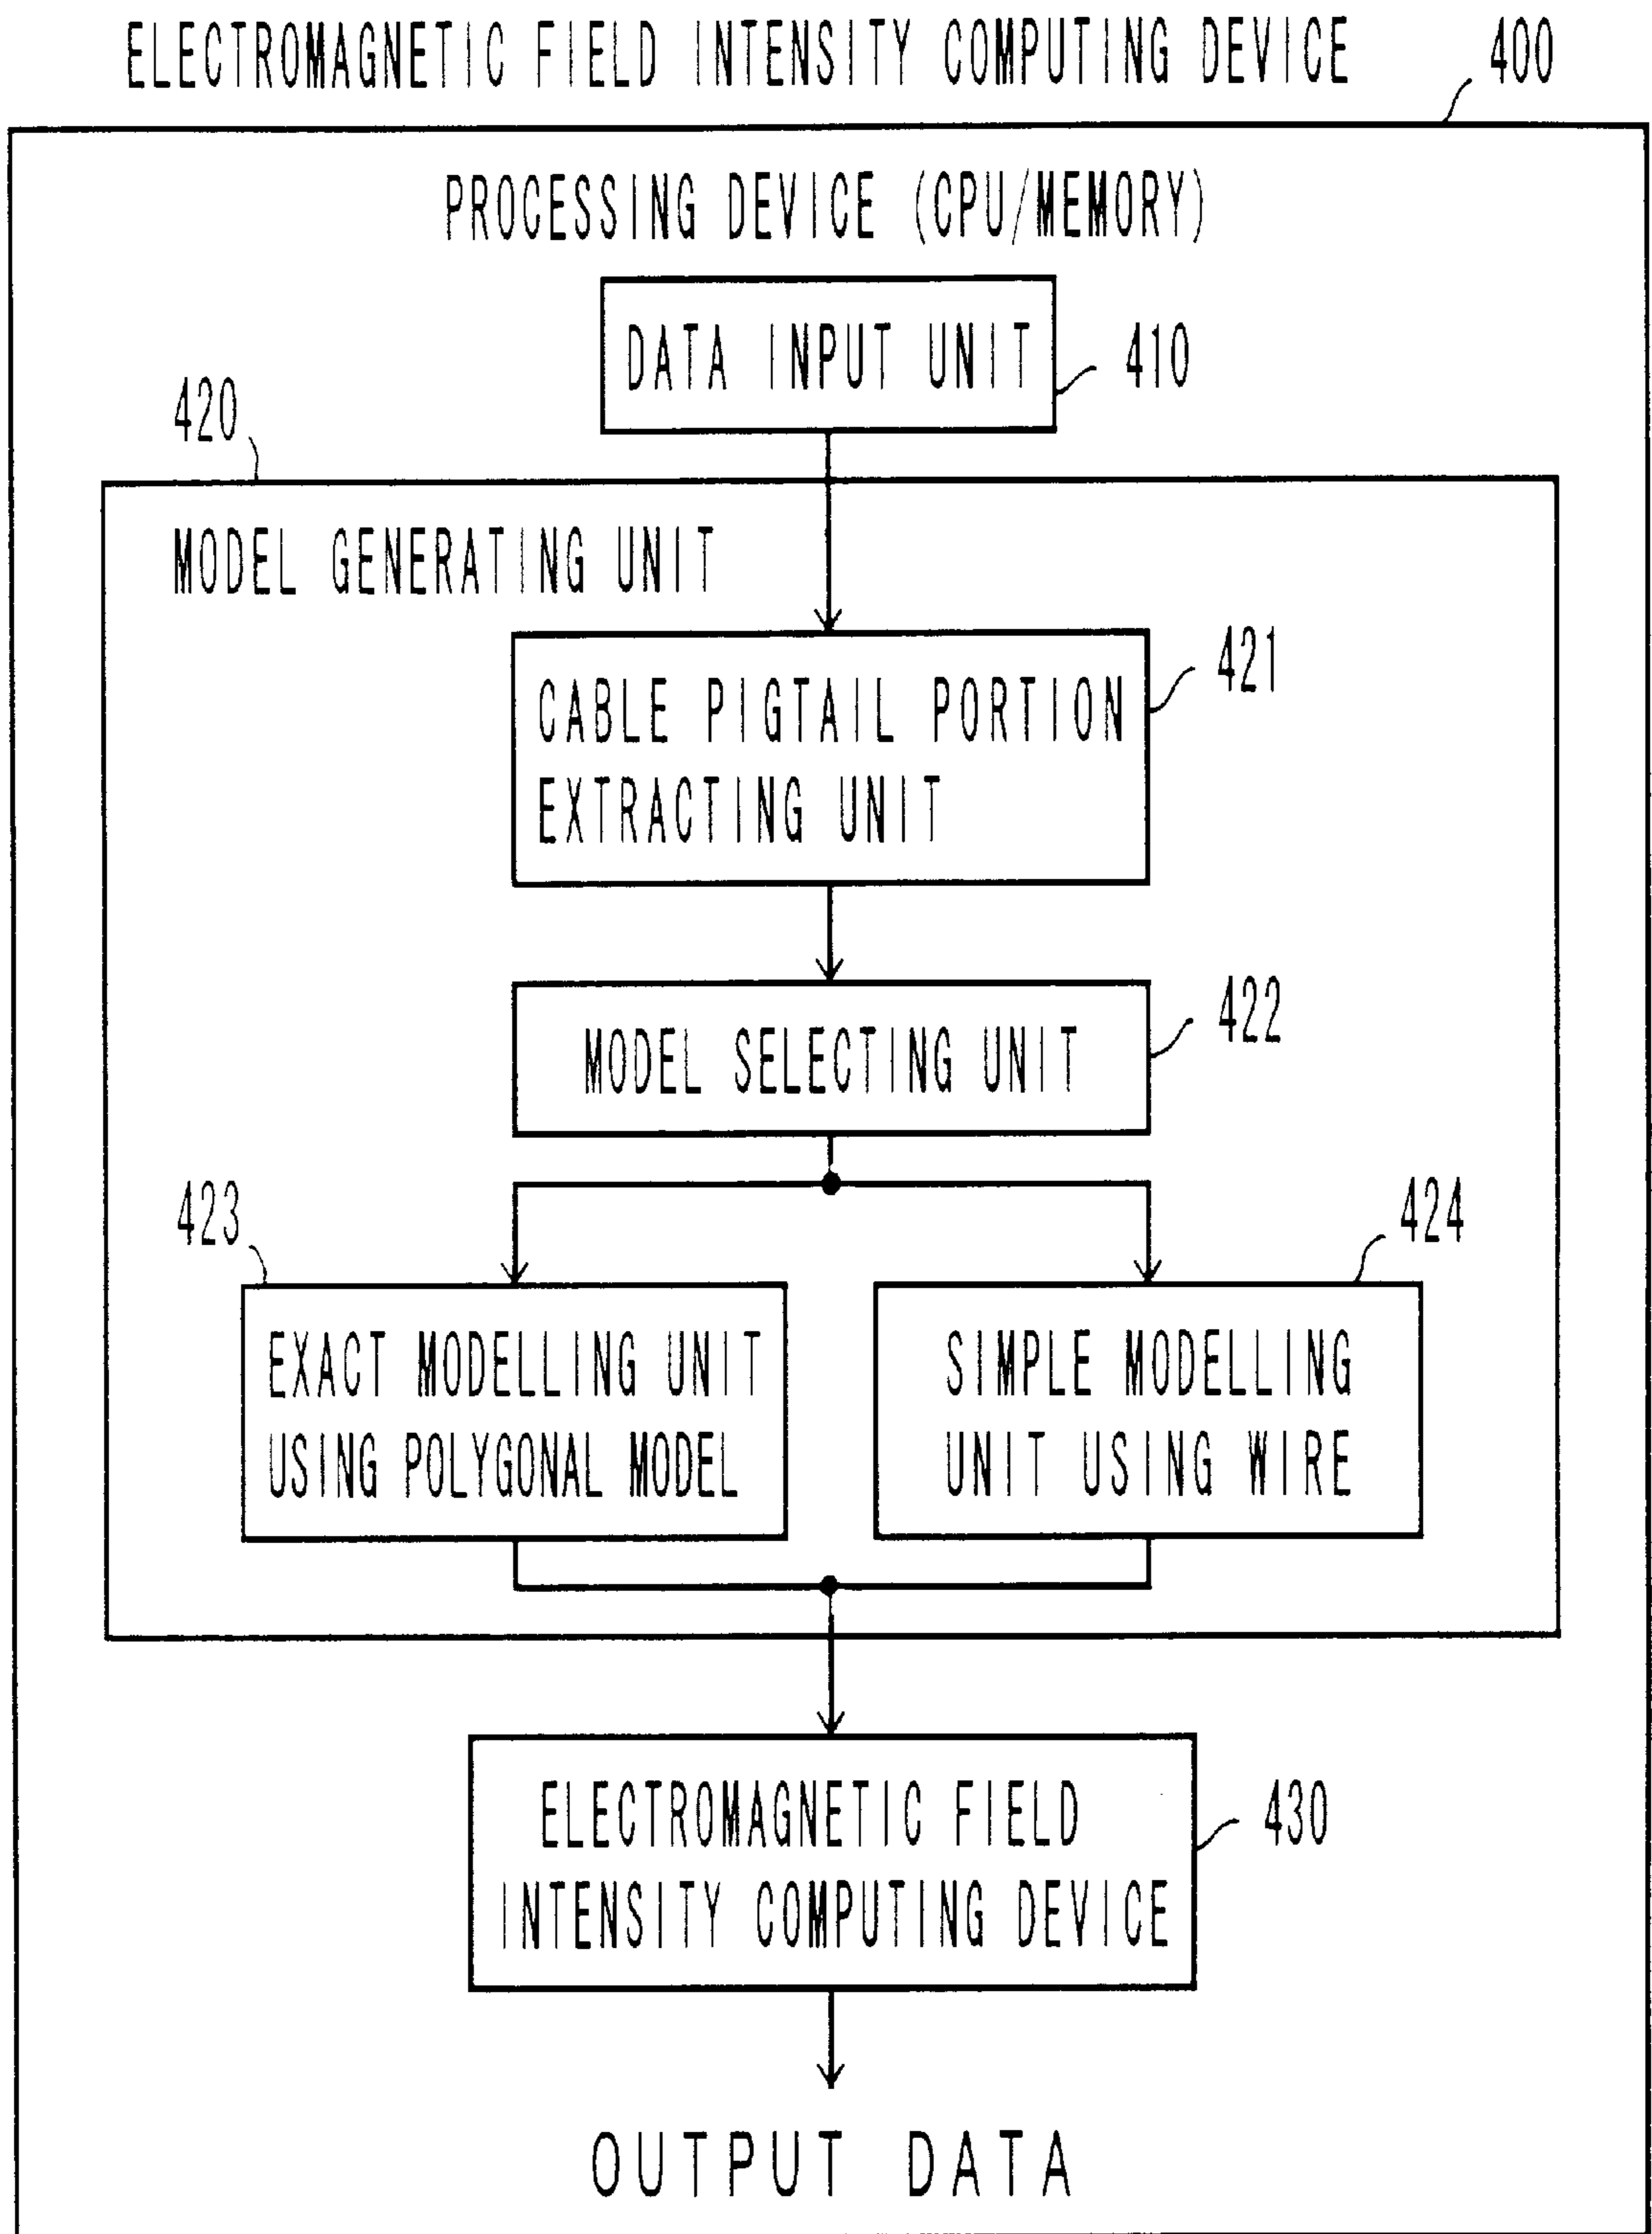 ELECTROMAGNETIC FIELD INTENSITY COMPUTING DEVICE 400
PROCESSING DEVICE (CPU/MEMORY)
DATA INPUT UNIT
410
420
MODEL GENERATING UNIT
CABLE PIGTAIL PORTION
EXTRACTING UNIT
421
MODEL SELECTING UNIT
422
423
EXACT MODELLING UNIT
USING POLYGONAL MODEL
424
SIMPLE MODELLING
UNIT USING WIRE
ELECTROMAGNETIC FIELD
INTENSITY COMPUTING DEVICE
430
OUTPUT DATA